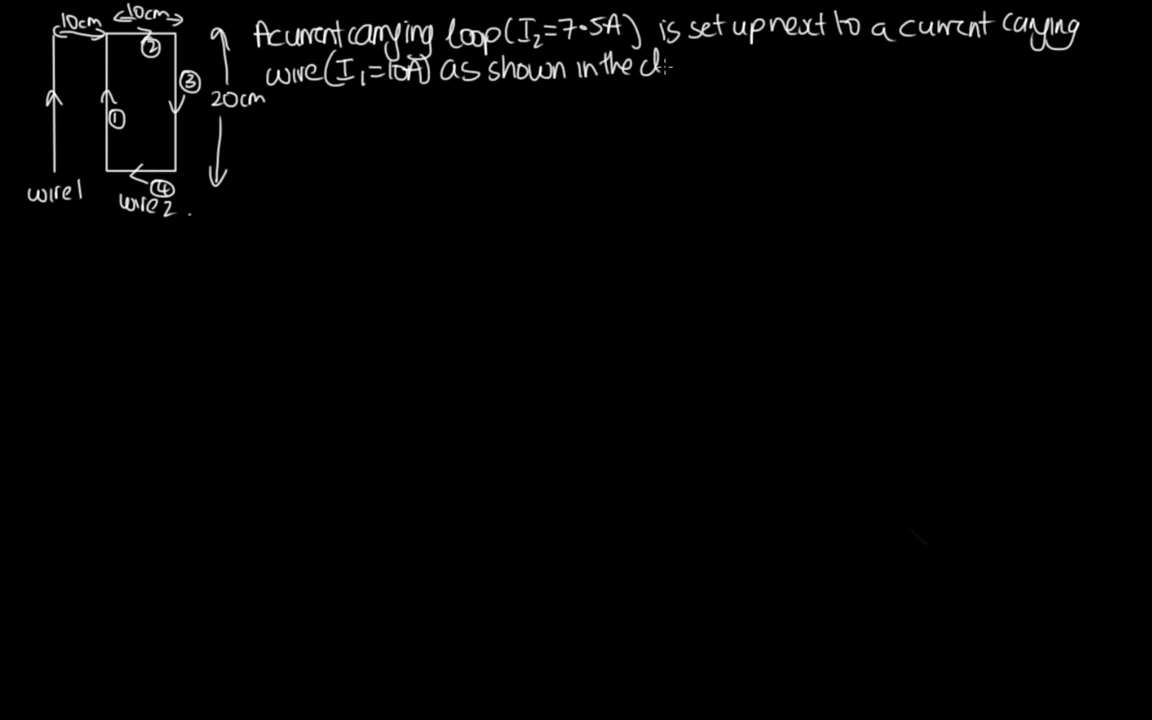 10cm 10cm
A current carrying loop (I₂=7.5A) is set up next to a current carrying
wire (I₁=10A) as shown in the d
②
③
20cm
①
④
wire1
wire2.